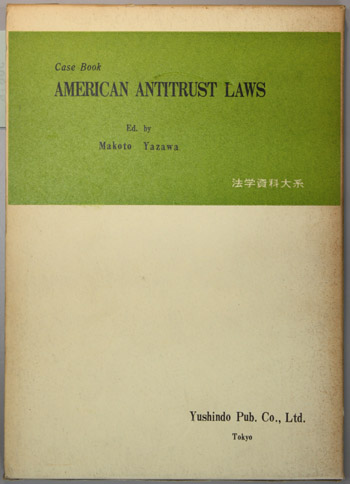 Case Book
AMERICAN ANTITRUST LAWS
Ed. by
Makoto Yazawa
法学資料大系
Yushindo Pub. Co., Ltd.
Tokyo